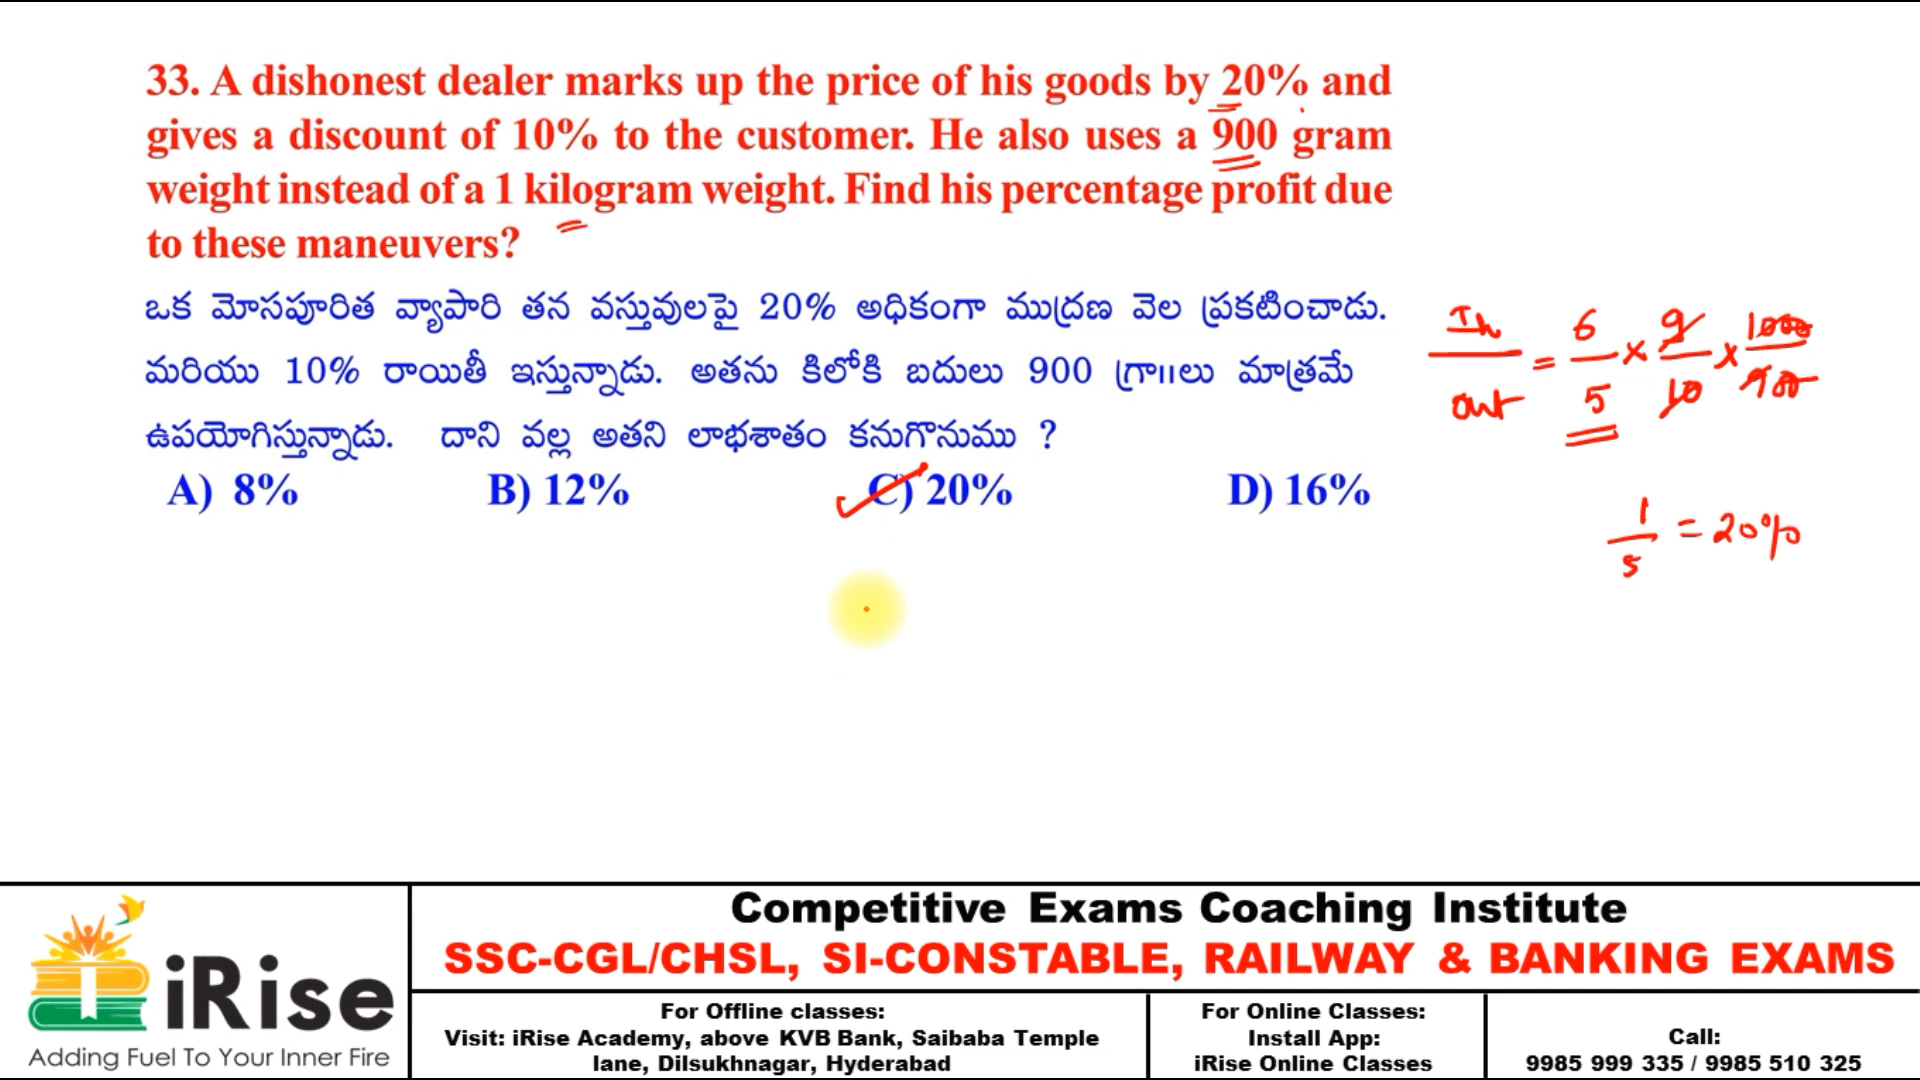 33. A dishonest dealer marks up the price of his goods by 20% and
gives a discount of 10% to the customer. He also uses a 900 gram
weight instead of a 1 kilogram weight. Find his percentage profit due
to these maneuvers?
ఒక మోసపూరిత వ్యాపారి తన వస్తువులపై 20% అధికంగా ముద్రణ వెల ప్రకటించాడు.
మరియు 10% రాయితీ ఇస్తున్నాడు. అతను కిలోకి బదులు 900 గ్రా॥లు మాత్రమే
ఉపయోగిస్తున్నాడు. దాని వల్ల అతని లాభశాతం కనుగొనుము ?
A) 8% B) 12% C) 20% D) 16%
In/out = 6/5 × 9/10 × 1000/900
1/5 = 20%
iRise
Adding Fuel To Your Inner Fire
Competitive Exams Coaching Institute
SSC-CGL/CHSL, SI-CONSTABLE, RAILWAY & BANKING EXAMS
For Offline classes:
Visit: iRise Academy, above KVB Bank, Saibaba Temple
lane, Dilsukhnagar, Hyderabad
For Online Classes:
Install App:
iRise Online Classes
Call:
9985 999 335 / 9985 510 325